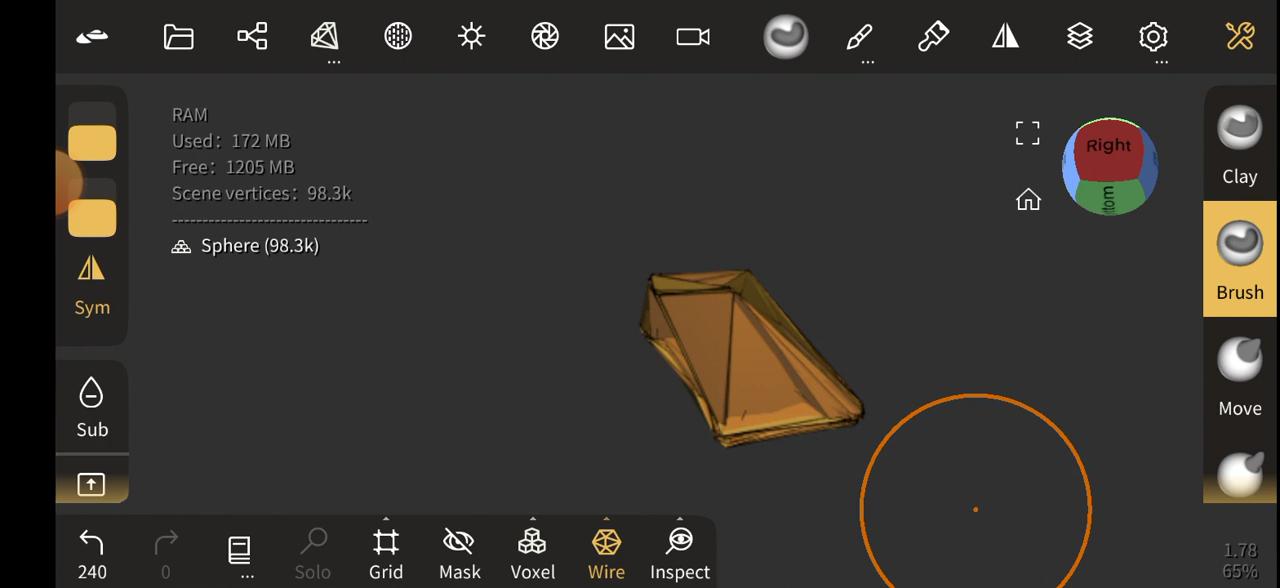 RAM
Used: 172 MB
Free: 1205 MB
Scene vertices: 98.3k
-------------------------------
Sphere (98.3k)
Right
ttom
Sym
Sub
Clay
Brush
Move
240
0
...
Solo
Grid
Mask
Voxel
Wire
Inspect
1.78
65%